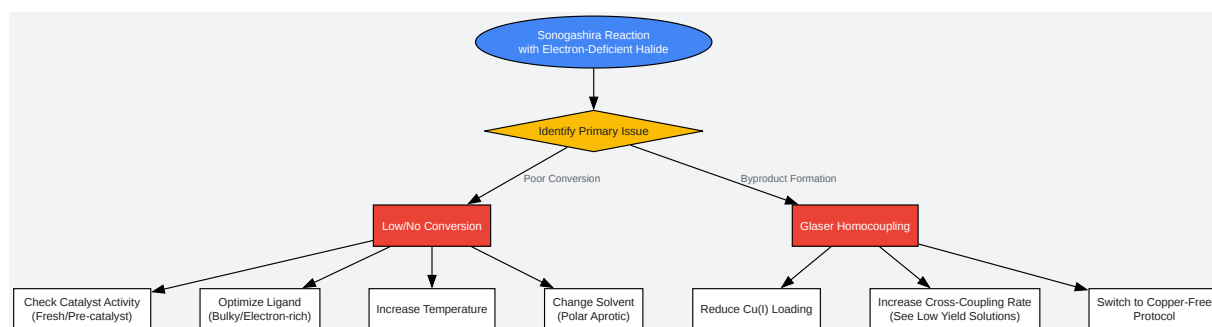 Sonogashira Reaction
with Electron-Deficient Halide
Identify Primary Issue
Poor Conversion
Byproduct Formation
Low/No Conversion
Glaser Homocoupling
Check Catalyst Activity
(Fresh/Pre-catalyst)
Optimize Ligand
(Bulky/Electron-rich)
Increase Temperature
Change Solvent
(Polar Aprotic)
Reduce Cu(I) Loading
Increase Cross-Coupling Rate
(See Low Yield Solutions)
Switch to Copper-Free
Protocol